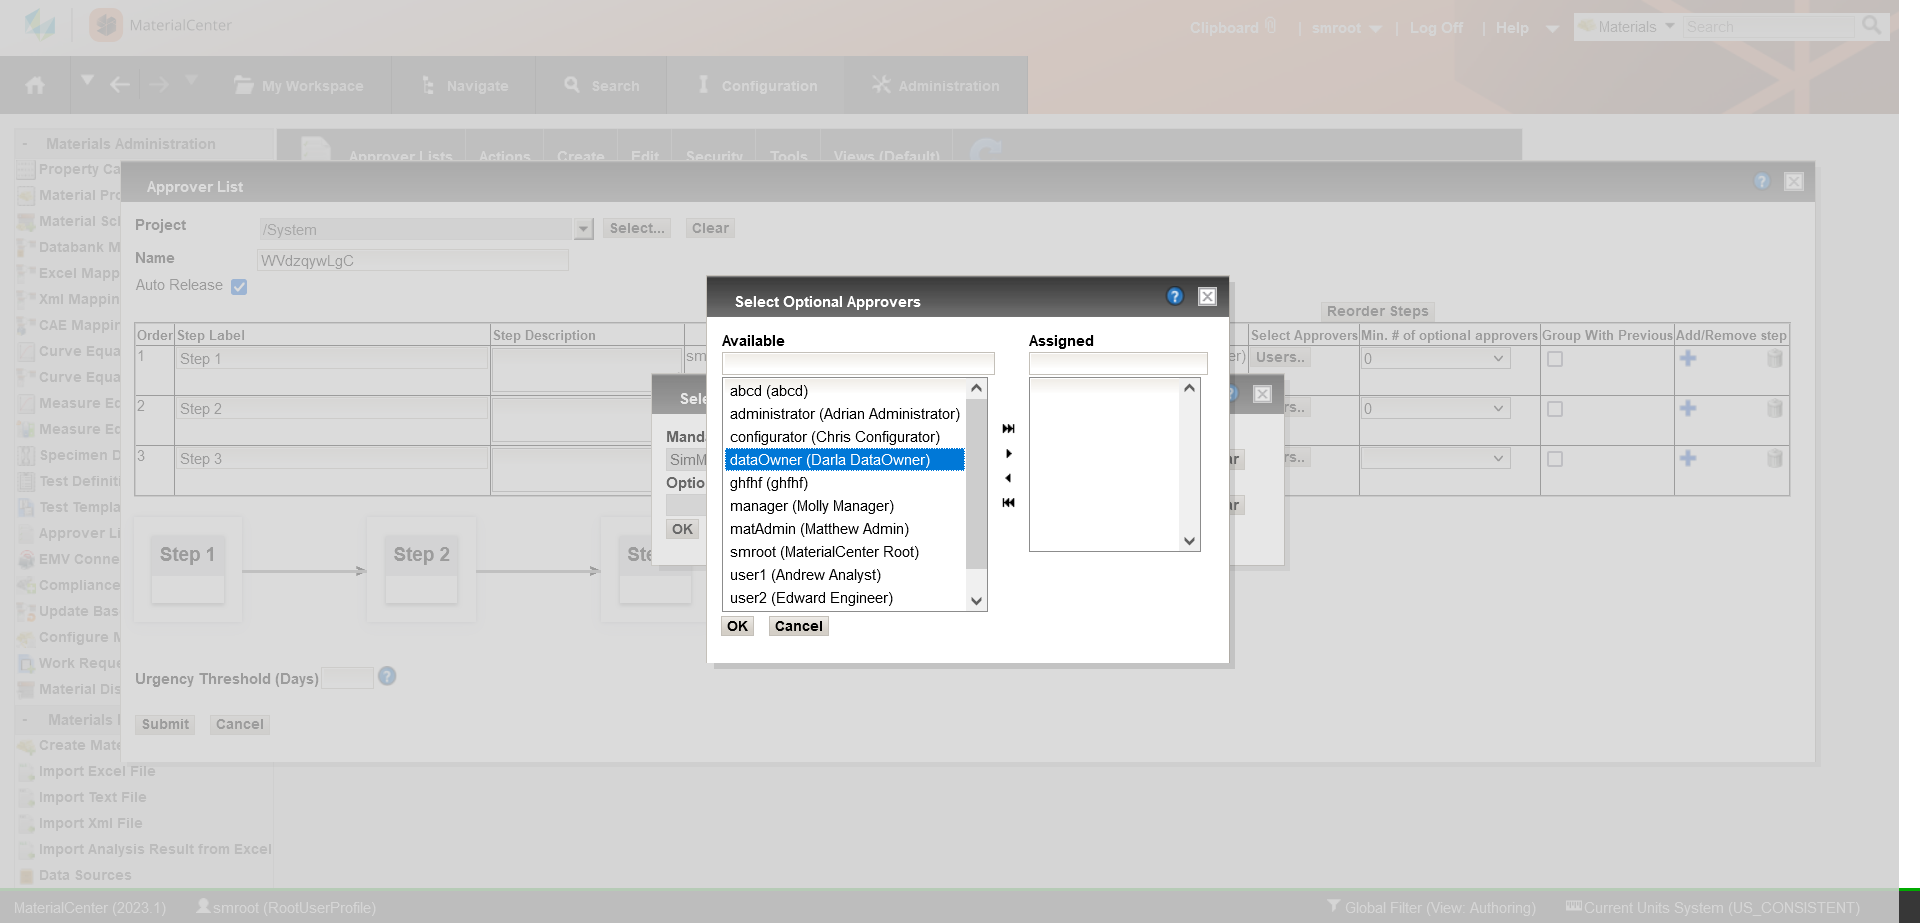 MaterialCenter
Clipboard | smroot | Log Off | Help
Materials Search
My Workspace Navigate Search Configuration Administration
- Materials Administration
Approver Lists Actions Create Edit Security Tools Views (Default)
Property Ca
Approver List
Material Pro
Material Sch
Project /System Select... Clear
Databank M
Name WVdzqywLgC
Excel Mapp
Auto Release
Xml Mapping
Select Optional Approvers
Reorder Steps
CAE Mappin
Order Step Label Step Description Select Approvers Min. # of optional approvers Group With Previous Add/Remove step
Available Assigned
Curve Equa
1 Step 1 sm er) Users.. 0
Curve Equa
abcd (abcd)
administrator (Adrian Administrator)
configurator (Chris Configurator)
dataOwner (Darla DataOwner)
ghfhf (ghfhf)
manager (Molly Manager)
matAdmin (Matthew Admin)
smroot (MaterialCenter Root)
user1 (Andrew Analyst)
user2 (Edward Engineer)
OK Cancel
Sele
Measure Ec
2 Step 2 rs.. 0
Measure Ec
Manda
SimM ar
Specimen D
3 Step 3 rs..
Optio
Test Definiti
ar
Test Templa
OK
Approver Li
Step 1 Step 2 Ste
EMV Conne
Compliance
Update Bas
Configure M
Work Reque
Urgency Threshold (Days)
Material Dis
Submit Cancel
- Materials I
Create Mate
Import Excel File
Import Text File
Import Xml File
Import Analysis Result from Excel
Data Sources
MaterialCenter (2023.1) smroot (RootUserProfile) Global Filter (View: Authoring) Current Units System (US_CONSISTENT)